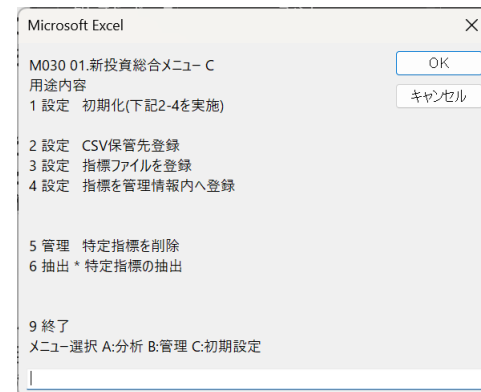 Microsoft Excel
M030 01.新投資総合メニュー C
OK
用途内容
キャンセル
1 設定 初期化(下記2-4を実施)
2 設定 CSV保管先登録
3 設定 指標ファイルを登録
4 設定 指標を管理情報内へ登録
5 管理 特定指標を削除
6 抽出 * 特定指標の抽出
9 終了
メニュー選択 A:分析 B:管理 C:初期設定